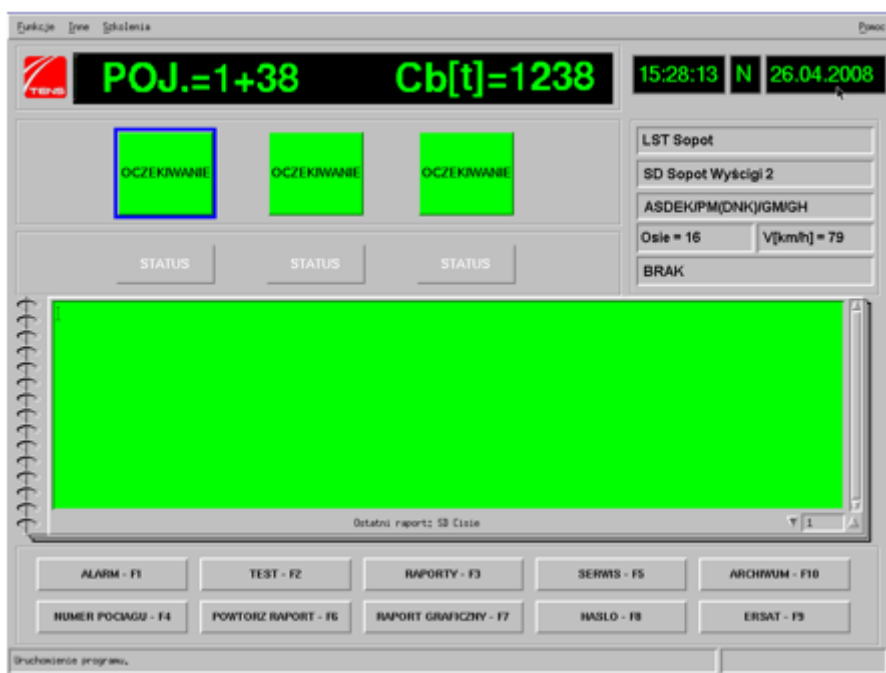 Funkcje Inne Szkolenia Pomoc
TENS POJ.=1+38 Cb[t]=1238 15:28:13 N 26.04.2008
OCZEKIWANIE OCZEKIWANIE OCZEKIWANIE
LST Sopot
SD Sopot Wyścigi 2
ASDEK/PM(DNK)/GM/GH
Osie = 16 V[km/h] = 79
BRAK
STATUS STATUS STATUS
Ostatni raport: SD Cisie 1
ALARM - F1 TEST - F2 RAPORTY - F3 SERWIS - F5 ARCHIWUM - F10
NUMER POCIAGU - F4 POWTORZ RAPORT - F6 RAPORT GRAFICZNY - F7 HASLO - F8 ERSAT - F9
Uruchomienie programu.